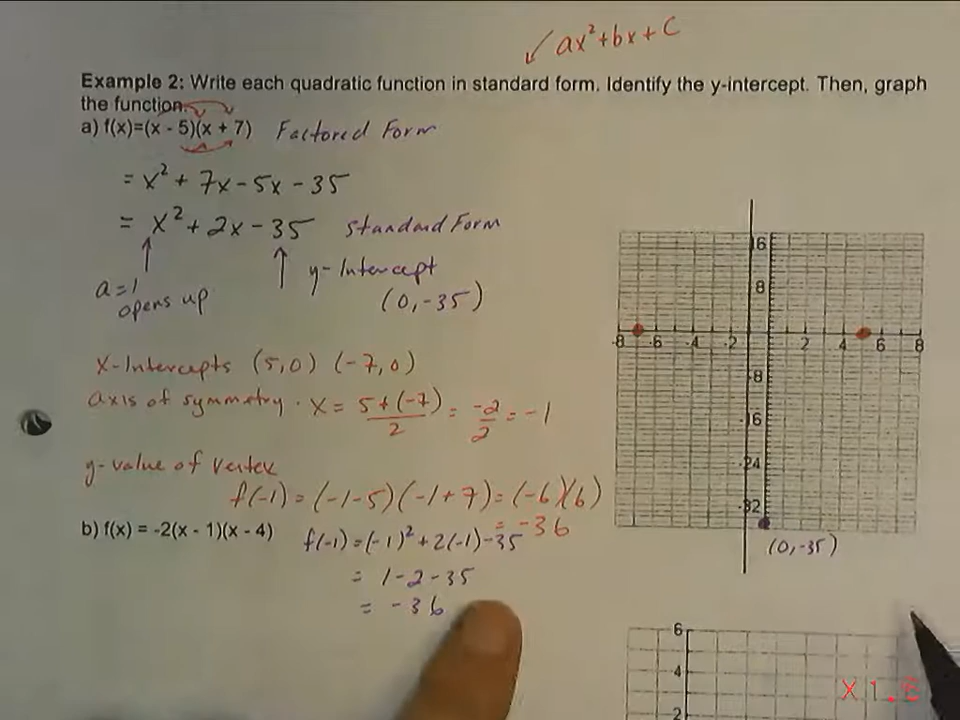 ax² + bx + c
Example 2: Write each quadratic function in standard form. Identify the y-intercept. Then, graph
the function.
a) f(x)=(x - 5)(x + 7) Factored Form
= x² + 7x - 5x - 35
= x² + 2x - 35 Standard Form
a = 1
opens up
y-Intercept
(0, -35)
x-Intercepts (5, 0) (-7, 0)
axis of symmetry · x = 5 + (-7)/2 = -2/2 = -1
y-value of vertex
f(-1) = (-1-5)(-1+7) = (-6)(6)
= -36
b) f(x) = -2(x - 1)(x - 4)
f(-1) = (-1)² + 2(-1) - 35
= 1 - 2 - 35
= -36
16
8
-8 -6 -4 -2 2 4 6 8
-8
-16
-24
-32
(0, -35)
6
4
2